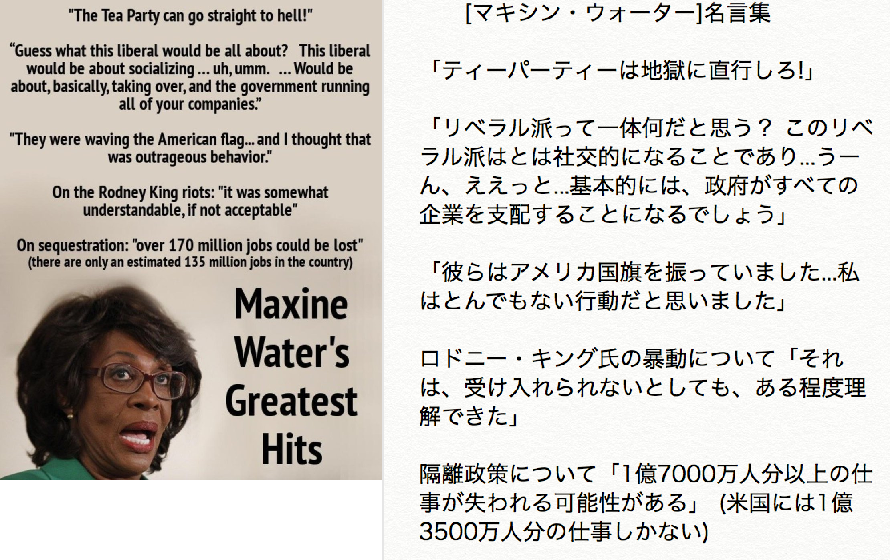 "The Tea Party can go straight to hell!"
“Guess what this liberal would be all about? This liberal
would be about socializing ... uh, umm. ... Would be
about, basically, taking over, and the government running
all of your companies.”
"They were waving the American flag... and I thought that
was outrageous behavior."
On the Rodney King riots: "it was somewhat
understandable, if not acceptable"
On sequestration: "over 170 million jobs could be lost"
(there are only an estimated 135 million jobs in the country)
Maxine
Water's
Greatest
Hits
[マキシン・ウォーター]名言集
「ティーパーティーは地獄に直行しろ!」
「リベラル派って一体何だと思う？ このリベ
ラル派はとは社交的になることであり...うー
ん、ええっと...基本的には、政府がすべての
企業を支配することになるでしょう」
「彼らはアメリカ国旗を振っていました...私
はとんでもない行動だと思いました」
ロドニー・キング氏の暴動について「それ
は、受け入れられないとしても、ある程度理
解できた」
隔離政策について「1億7000万人分以上の仕
事が失われる可能性がある」 (米国には1億
3500万人分の仕事しかない)